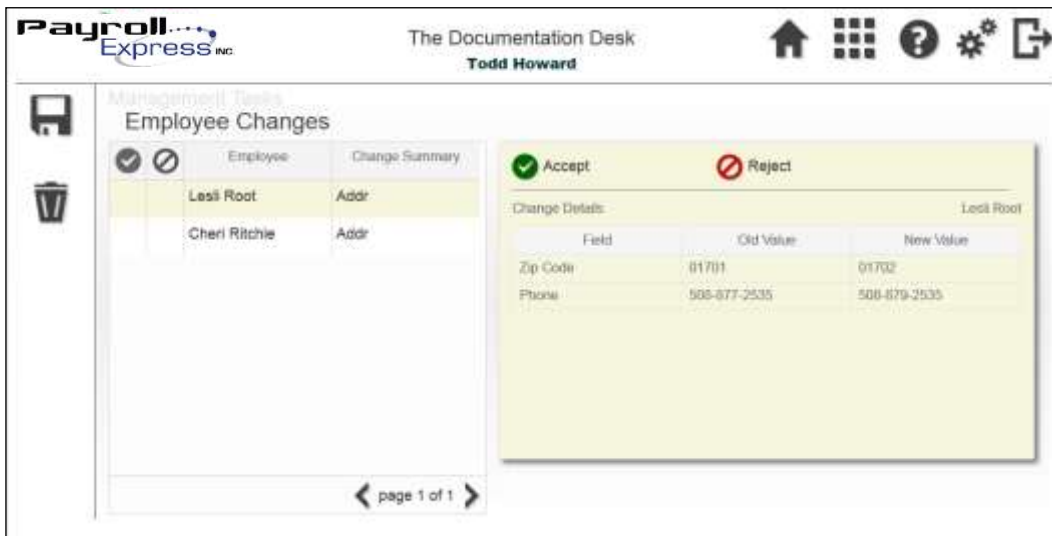 Payroll
Express INC.
The Documentation Desk
Todd Howard
Management Tasks
Employee Changes
Employee Change Summary
Lesli Root Addr
Cheri Ritchie Addr
page 1 of 1
Accept Reject
Change Details Lesli Root
Field Old Value New Value
Zip Code 01701 01702
Phone 508-877-2535 508-879-2535